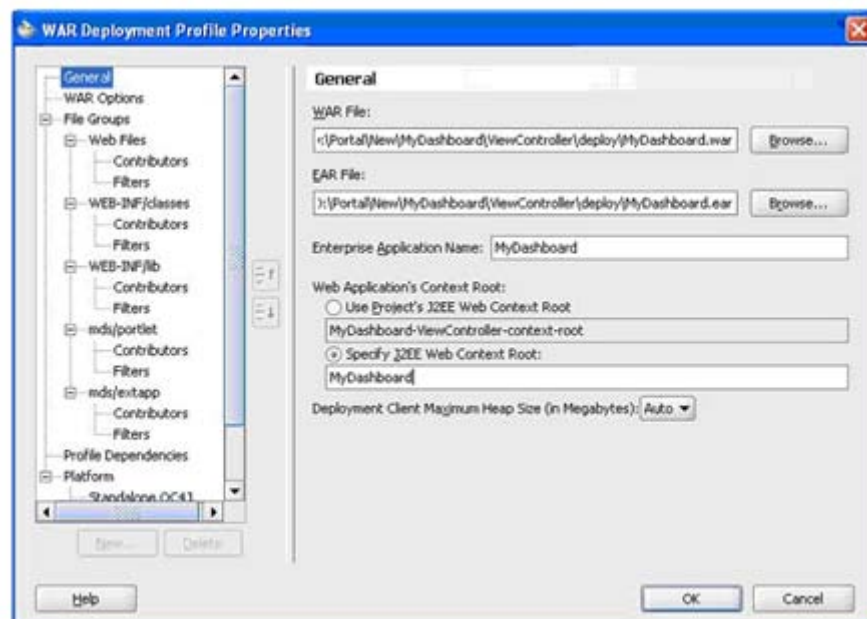 WAR Deployment Profile Properties
General
WAR Options
File Groups
Web Files
Contributors
Filters
WEB-INF/classes
Contributors
Filters
WEB-INF/lib
Contributors
Filters
mds/portlet
Contributors
Filters
mds/extapp
Contributors
Filters
Profile Dependencies
Platform
Standalone
New...
Delete
General
WAR File:
:\Portal\New\MyDashboard\ViewController\deploy\MyDashboard.war
Browse...
EAR File:
):\Portal\New\MyDashboard\ViewController\deploy\MyDashboard.ear
Browse...
Enterprise Application Name: MyDashboard
Web Application's Context Root:
Use Project's J2EE Web Context Root
MyDashboard-ViewController-context-root
Specify J2EE Web Context Root:
MyDashboard
Deployment Client Maximum Heap Size (in Megabytes): Auto
Help
OK
Cancel